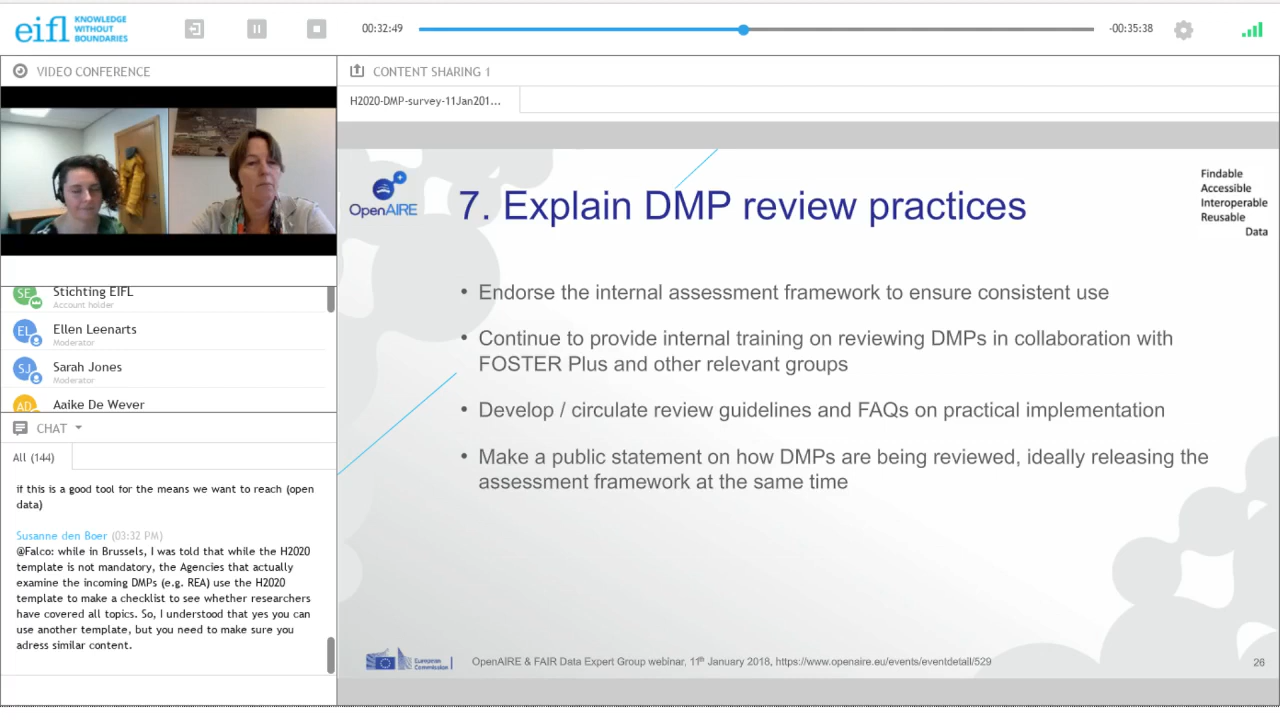 eifl KNOWLEDGE
WITHOUT
BOUNDARIES
00:32:49
-00:35:38
VIDEO CONFERENCE
CONTENT SHARING 1
H2020-DMP-survey-11Jan201...
SE Stichting EIFL
Account holder
EL Ellen Leenarts
Moderator
SJ Sarah Jones
Moderator
AD Aaike De Wever
CHAT
All (144)
if this is a good tool for the means we want to reach (open
data)
Susanne den Boer (03:32 PM)
@Falco: while in Brussels, I was told that while the H2020
template is not mandatory, the Agencies that actually
examine the incoming DMPs (e.g. REA) use the H2020
template to make a checklist to see whether researchers
have covered all topics. So, I understood that yes you can
use another template, but you need to make sure you
adress similar content.
OpenAIRE
7. Explain DMP review practices
Findable
Accessible
Interoperable
Reusable
Data
• Endorse the internal assessment framework to ensure consistent use
• Continue to provide internal training on reviewing DMPs in collaboration with
FOSTER Plus and other relevant groups
• Develop / circulate review guidelines and FAQs on practical implementation
• Make a public statement on how DMPs are being reviewed, ideally releasing the
assessment framework at the same time
European
Commission
OpenAIRE & FAIR Data Expert Group webinar, 11th January 2018, https://www.openaire.eu/events/eventdetail/529
26